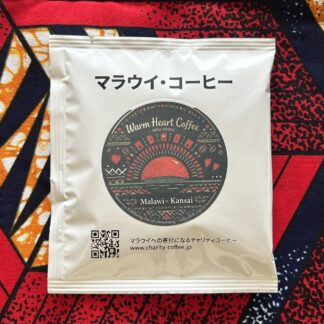 マラウイ・コーヒー
Warm Heart Coffee
Malawi × Kansai
マラウイへの寄付になるチャリティコーヒー
www.charity-coffee.jp